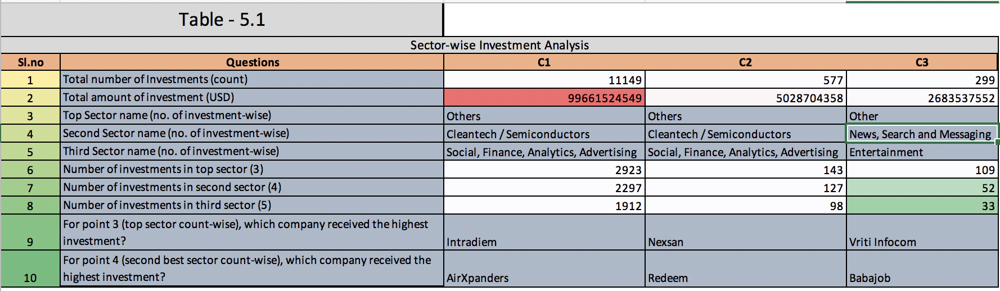 Table - 5.1
Sector-wise Investment Analysis
Sl.no Questions C1 C2 C3
1 Total number of Investments (count) 11149 577 299
2 Total amount of investment (USD) 99661524549 5028704358 2683537552
3 Top Sector name (no. of investment-wise) Others Others Other
4 Second Sector name (no. of investment-wise) Cleantech / Semiconductors Cleantech / Semiconductors News, Search and Messaging
5 Third Sector name (no. of investment-wise) Social, Finance, Analytics, Advertising Social, Finance, Analytics, Advertising Entertainment
6 Number of investments in top sector (3) 2923 143 109
7 Number of investments in second sector (4) 2297 127 52
8 Number of investments in third sector (5) 1912 98 33
For point 3 (top sector count-wise), which company received the highest
9 investment? Intradiem Nexsan Vriti Infocom
For point 4 (second best sector count-wise), which company received the
10 highest investment? AirXpanders Redeem Babajob